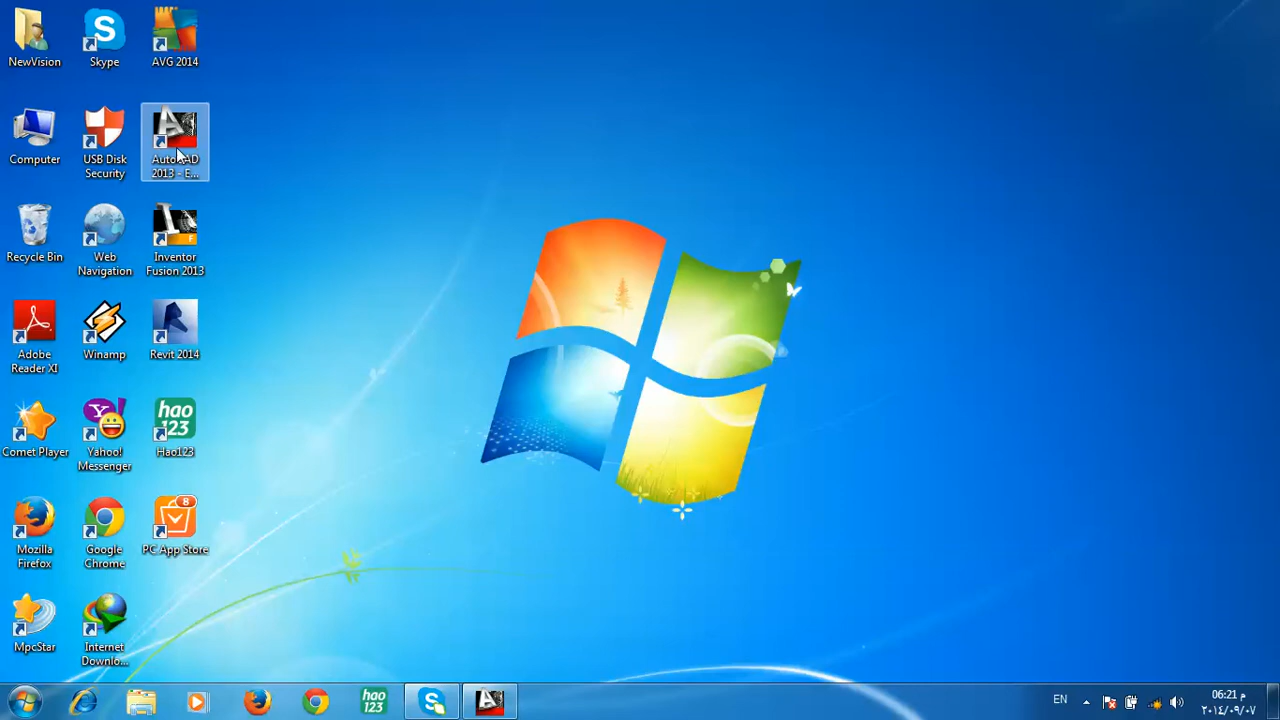 NewVision
Skype
AVG 2014
Computer
USB Disk
Security
AutoCAD
2013 - E...
Recycle Bin
Web
Navigation
Inventor
Fusion 2013
Adobe
Reader XI
Winamp
Revit 2014
hao
123
Comet Player
Yahoo!
Messenger
Hao123
8
Mozilla
Firefox
Google
Chrome
PC App Store
MpcStar
Internet
Downlo...
hao
123
EN
06:21 م
٢٠١٤/٠٩/٠٧